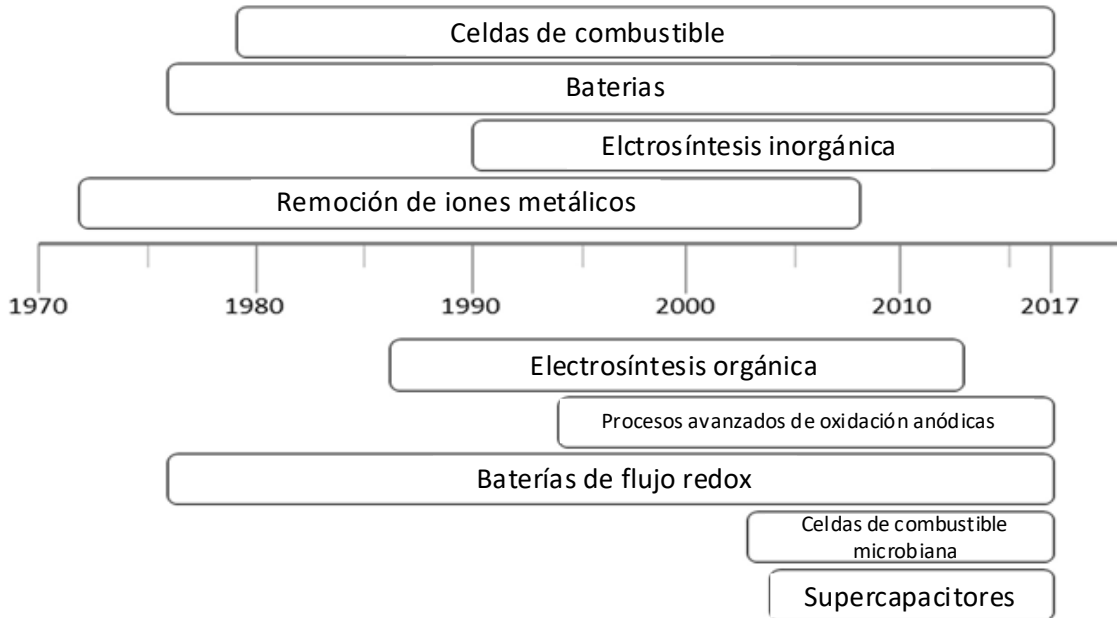 Celdas de combustible
Baterias
Elctrosíntesis inorgánica
Remoción de iones metálicos
1970 1980 1990 2000 2010 2017
Electrosíntesis orgánica
Procesos avanzados de oxidación anódicas
Baterías de flujo redox
Celdas de combustible
microbiana
Supercapacitores